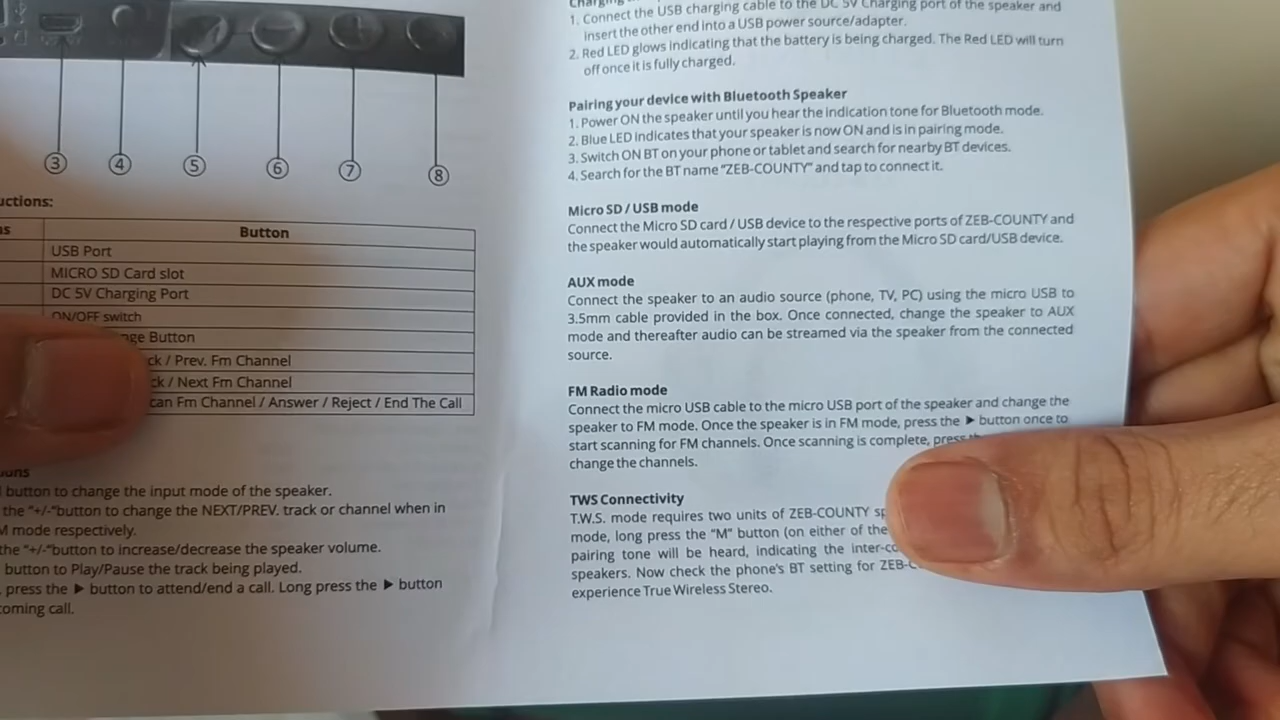 ③ ④ ⑤ ⑥ ⑦ ⑧
uctions:
Button
USB Port
MICRO SD Card slot
DC 5V Charging Port
ON/OFF switch
nge Button
ck / Prev. Fm Channel
ck / Next Fm Channel
can Fm Channel / Answer / Reject / End The Call
button to change the input mode of the speaker.
the "+/-"button to change the NEXT/PREV. track or channel when in
M mode respectively.
the "+/-"button to increase/decrease the speaker volume.
button to Play/Pause the track being played.
press the ▶ button to attend/end a call. Long press the ▶ button
coming call.
Charging
1. Connect the USB charging cable to the DC 5V Charging port of the speaker and
insert the other end into a USB power source/adapter.
2. Red LED glows indicating that the battery is being charged. The Red LED will turn
off once it is fully charged.
Pairing your device with Bluetooth Speaker
1. Power ON the speaker until you hear the indication tone for Bluetooth mode.
2. Blue LED indicates that your speaker is now ON and is in pairing mode.
3. Switch ON BT on your phone or tablet and search for nearby BT devices.
4. Search for the BT name "ZEB-COUNTY" and tap to connect it.
Micro SD / USB mode
Connect the Micro SD card / USB device to the respective ports of ZEB-COUNTY and
the speaker would automatically start playing from the Micro SD card/USB device.
AUX mode
Connect the speaker to an audio source (phone, TV, PC) using the micro USB to
3.5mm cable provided in the box. Once connected, change the speaker to AUX
mode and thereafter audio can be streamed via the speaker from the connected
source.
FM Radio mode
Connect the micro USB cable to the micro USB port of the speaker and change the
speaker to FM mode. Once the speaker is in FM mode, press the ▶ button once to
start scanning for FM channels. Once scanning is complete, press
change the channels.
TWS Connectivity
T.W.S. mode requires two units of ZEB-COUNTY sp
mode, long press the "M" button (on either of the
pairing tone will be heard, indicating the inter-co
speakers. Now check the phone's BT setting for ZEB-C
experience True Wireless Stereo.